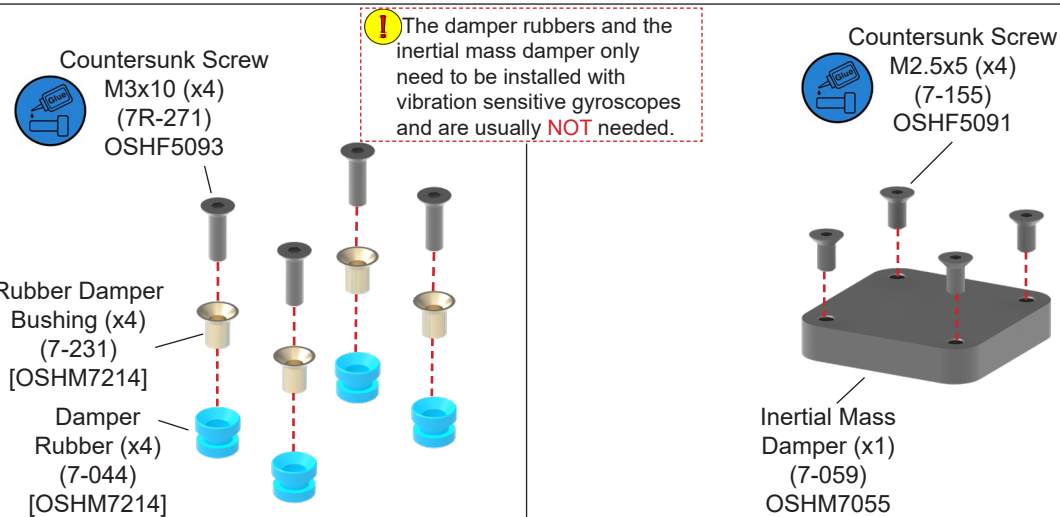 The damper rubbers and the
inertial mass damper only
need to be installed with
vibration sensitive gyroscopes
and are usually NOT needed.
Countersunk Screw
M3x10 (x4)
(7R-271)
OSHF5093
Glue
Rubber Damper
Bushing (x4)
(7-231)
[OSHM7214]
Damper
Rubber (x4)
(7-044)
[OSHM7214]
Countersunk Screw
M2.5x5 (x4)
(7-155)
OSHF5091
Glue
Inertial Mass
Damper (x1)
(7-059)
OSHM7055